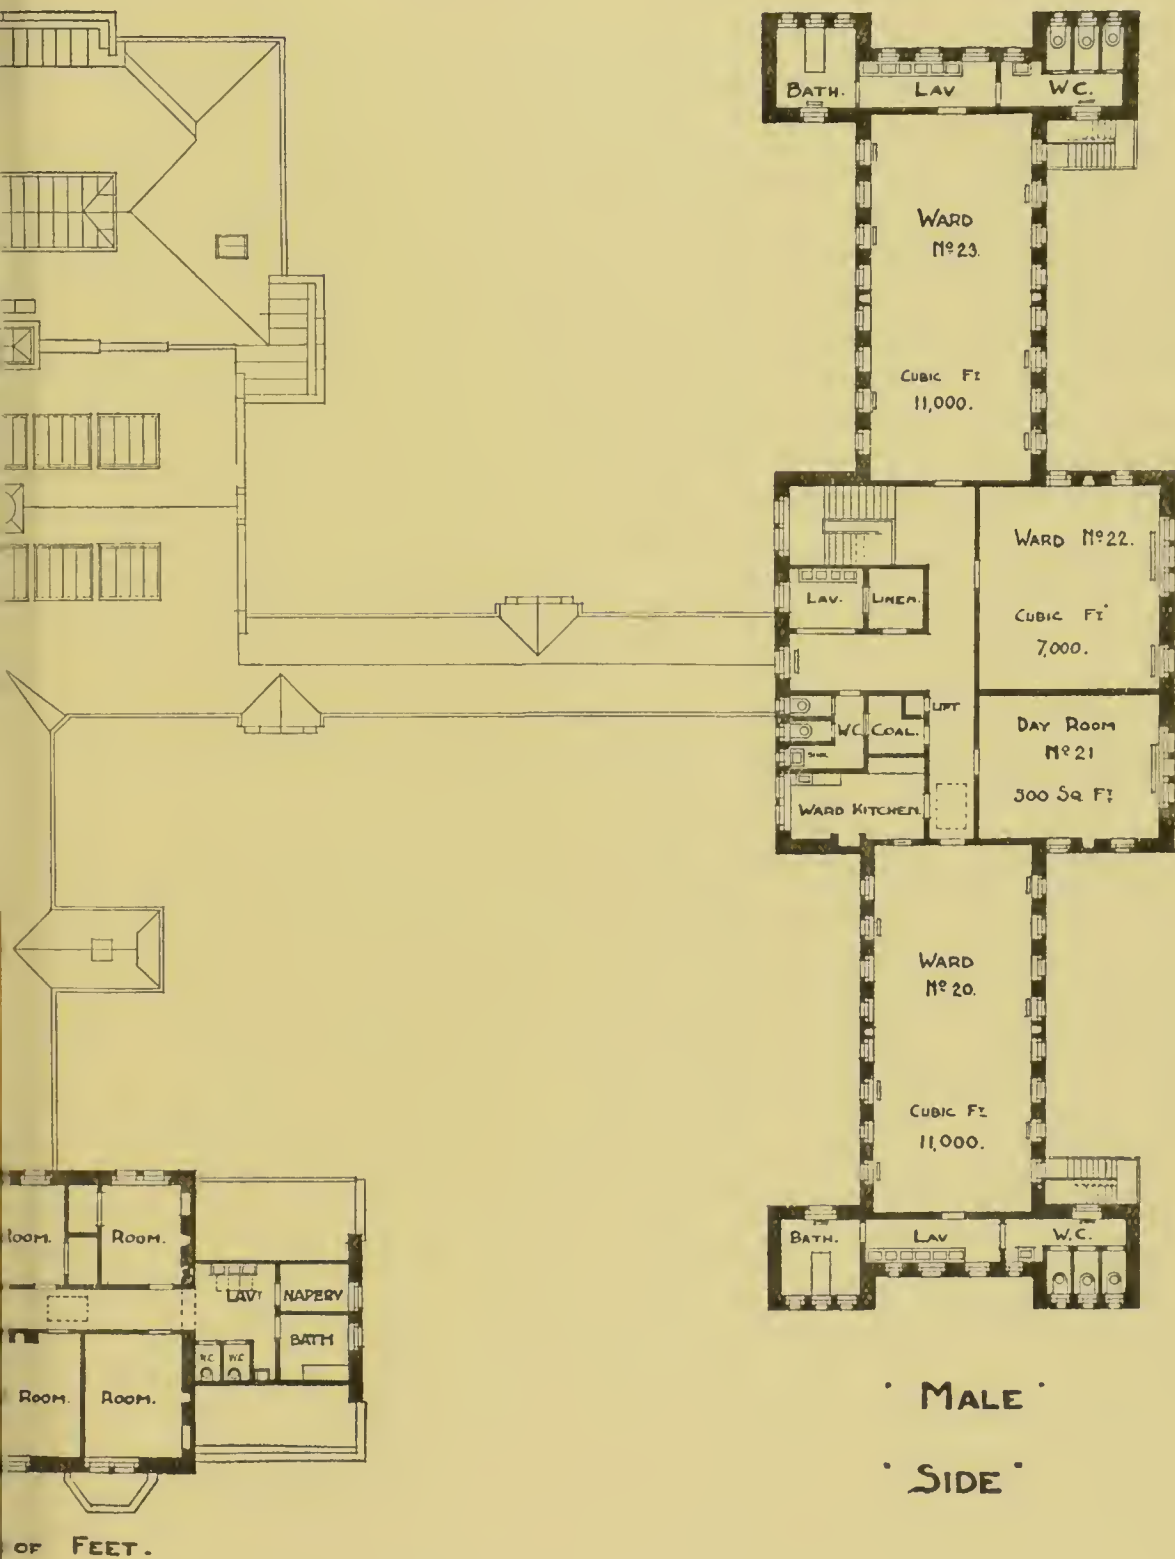 BATH.
LAV
W.C.
WARD
No 23.
CUBIC FT
11,000.
WARD No 22.
CUBIC FT
7,000.
LAV.
LINEN.
LIFT
W.C.
COAL.
SINK
DAY ROOM
No 21
WARD KITCHEN.
SQ FT
WARD
No 20.
CUBIC FT
11,000.
BATH.
LAV
W.C.
ROOM.
ROOM.
LAVY
NAPERY
BATH
W.C
W.C
ROOM.
ROOM.
"MALE"
"SIDE"
OF FEET.